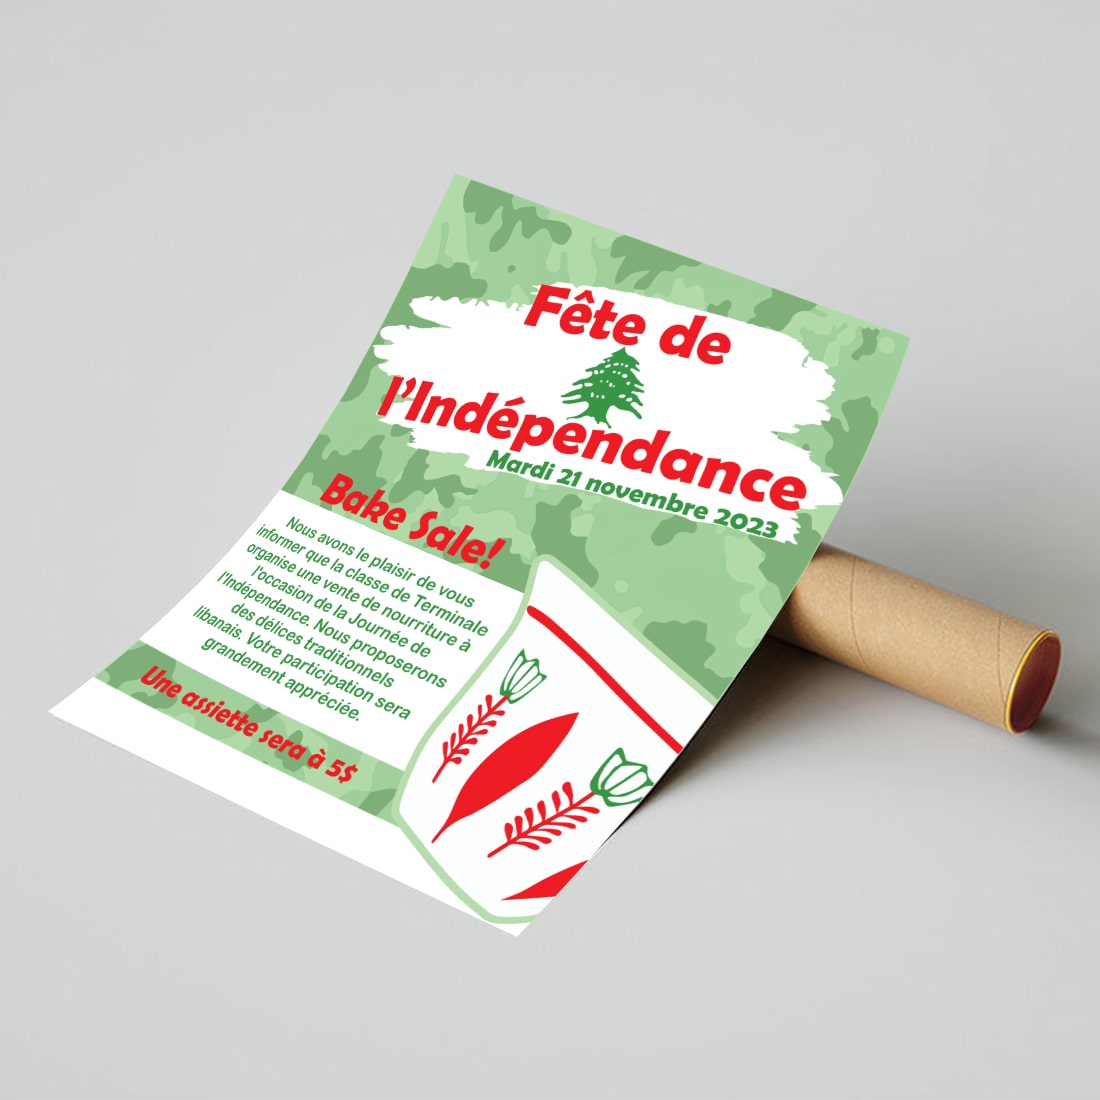 Fête de
l'Indépendance
Mardi 21 novembre 2023
Bake Sale!
Nous avons le plaisir de vous
informer que la classe de Terminale
organise une vente de nourriture à
l'occasion de la Journée de
l'Indépendance. Nous proposerons
des délices traditionnels
libanais. Votre participation sera
grandement appréciée.
Une assiette sera à 5$